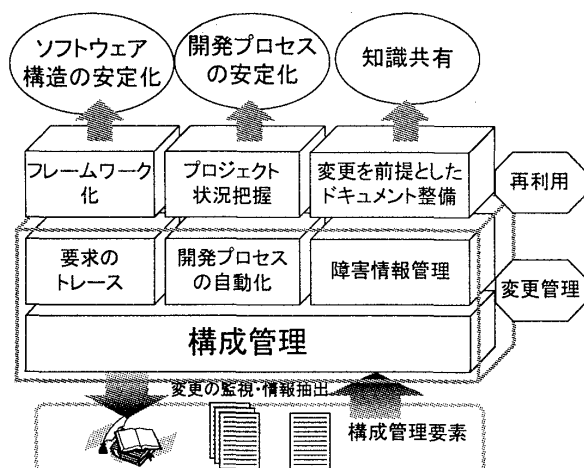 ソフトウェア
構造の安定化
開発プロセス
の安定化
知識共有
フレームワーク
化
プロジェクト
状況把握
変更を前提とした
ドキュメント整備
再利用
要求の
トレース
開発プロセス
の自動化
障害情報管理
変更管理
構成管理
変更の監視・情報抽出
構成管理要素